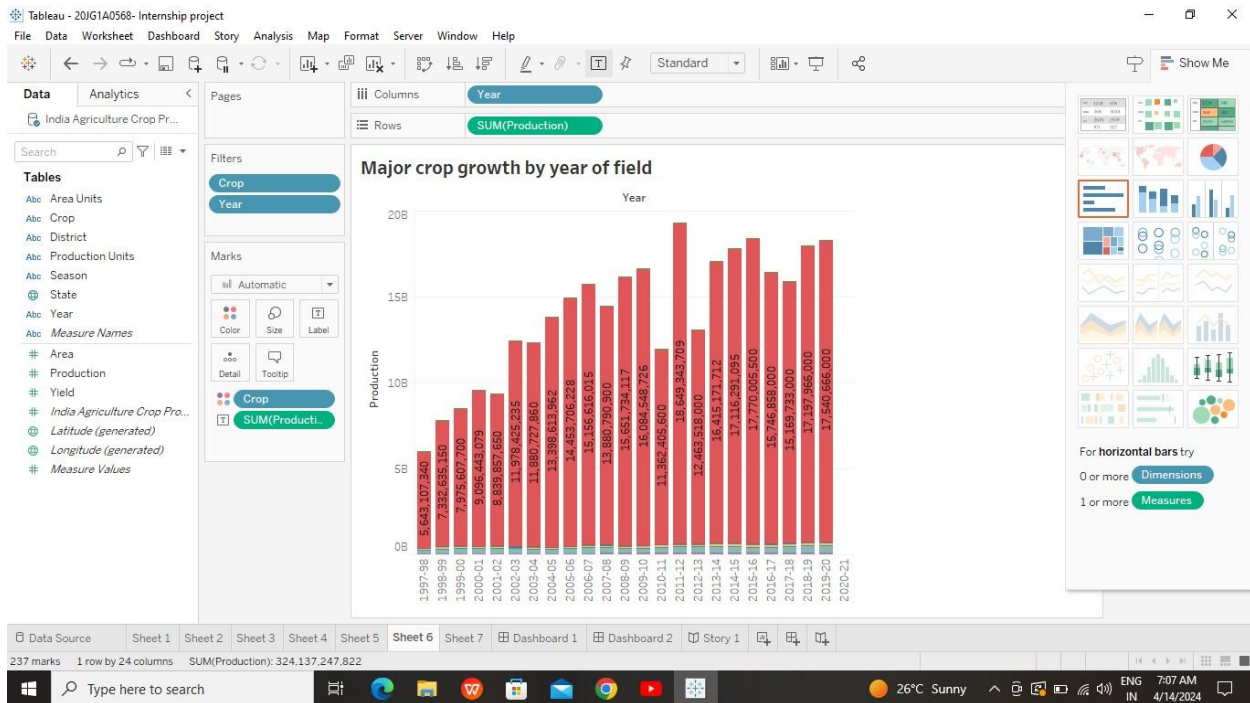 Tableau - 20JG1A0568- Internship project
File Data Worksheet Dashboard Story Analysis Map Format Server Window Help
Standard
Show Me
Data Analytics
India Agriculture Crop Pr...
Search
Tables
Abc Area Units
Abc Crop
Abc District
Abc Production Units
Abc Season
State
Abc Year
Abc Measure Names
# Area
# Production
# Yield
# India Agriculture Crop Pro...
Latitude (generated)
Longitude (generated)
# Measure Values
Pages
Filters
Crop
Year
Marks
Automatic
Color Size Label
Detail Tooltip
Crop
SUM(Producti..
Columns Year
Rows SUM(Production)
Major crop growth by year of field
Year
Production
20B
15B
10B
5B
0B
5,643,107,340
7,332,635,150
7,975,607,700
9,096,443,079
8,839,857,650
11,978,425,235
11,880,727,860
13,398,613,962
14,453,706,228
15,156,616,015
13,880,790,900
15,651,734,117
16,084,548,726
11,362,405,600
18,649,343,709
12,463,518,000
16,415,171,712
17,116,291,095
17,770,005,500
15,746,858,000
15,169,733,000
17,197,966,000
17,540,666,000
1997-98
1998-99
1999-00
2000-01
2001-02
2002-03
2003-04
2004-05
2005-06
2006-07
2007-08
2008-09
2009-10
2010-11
2011-12
2012-13
2013-14
2014-15
2015-16
2016-17
2017-18
2018-19
2019-20
2020-21
For horizontal bars try
0 or more Dimensions
1 or more Measures
Data Source Sheet 1 Sheet 2 Sheet 3 Sheet 4 Sheet 5 Sheet 6 Sheet 7 Dashboard 1 Dashboard 2 Story 1
237 marks 1 row by 24 columns SUM(Production): 324,137,247,822
Type here to search
26°C Sunny
ENG
IN
7:07 AM
4/14/2024